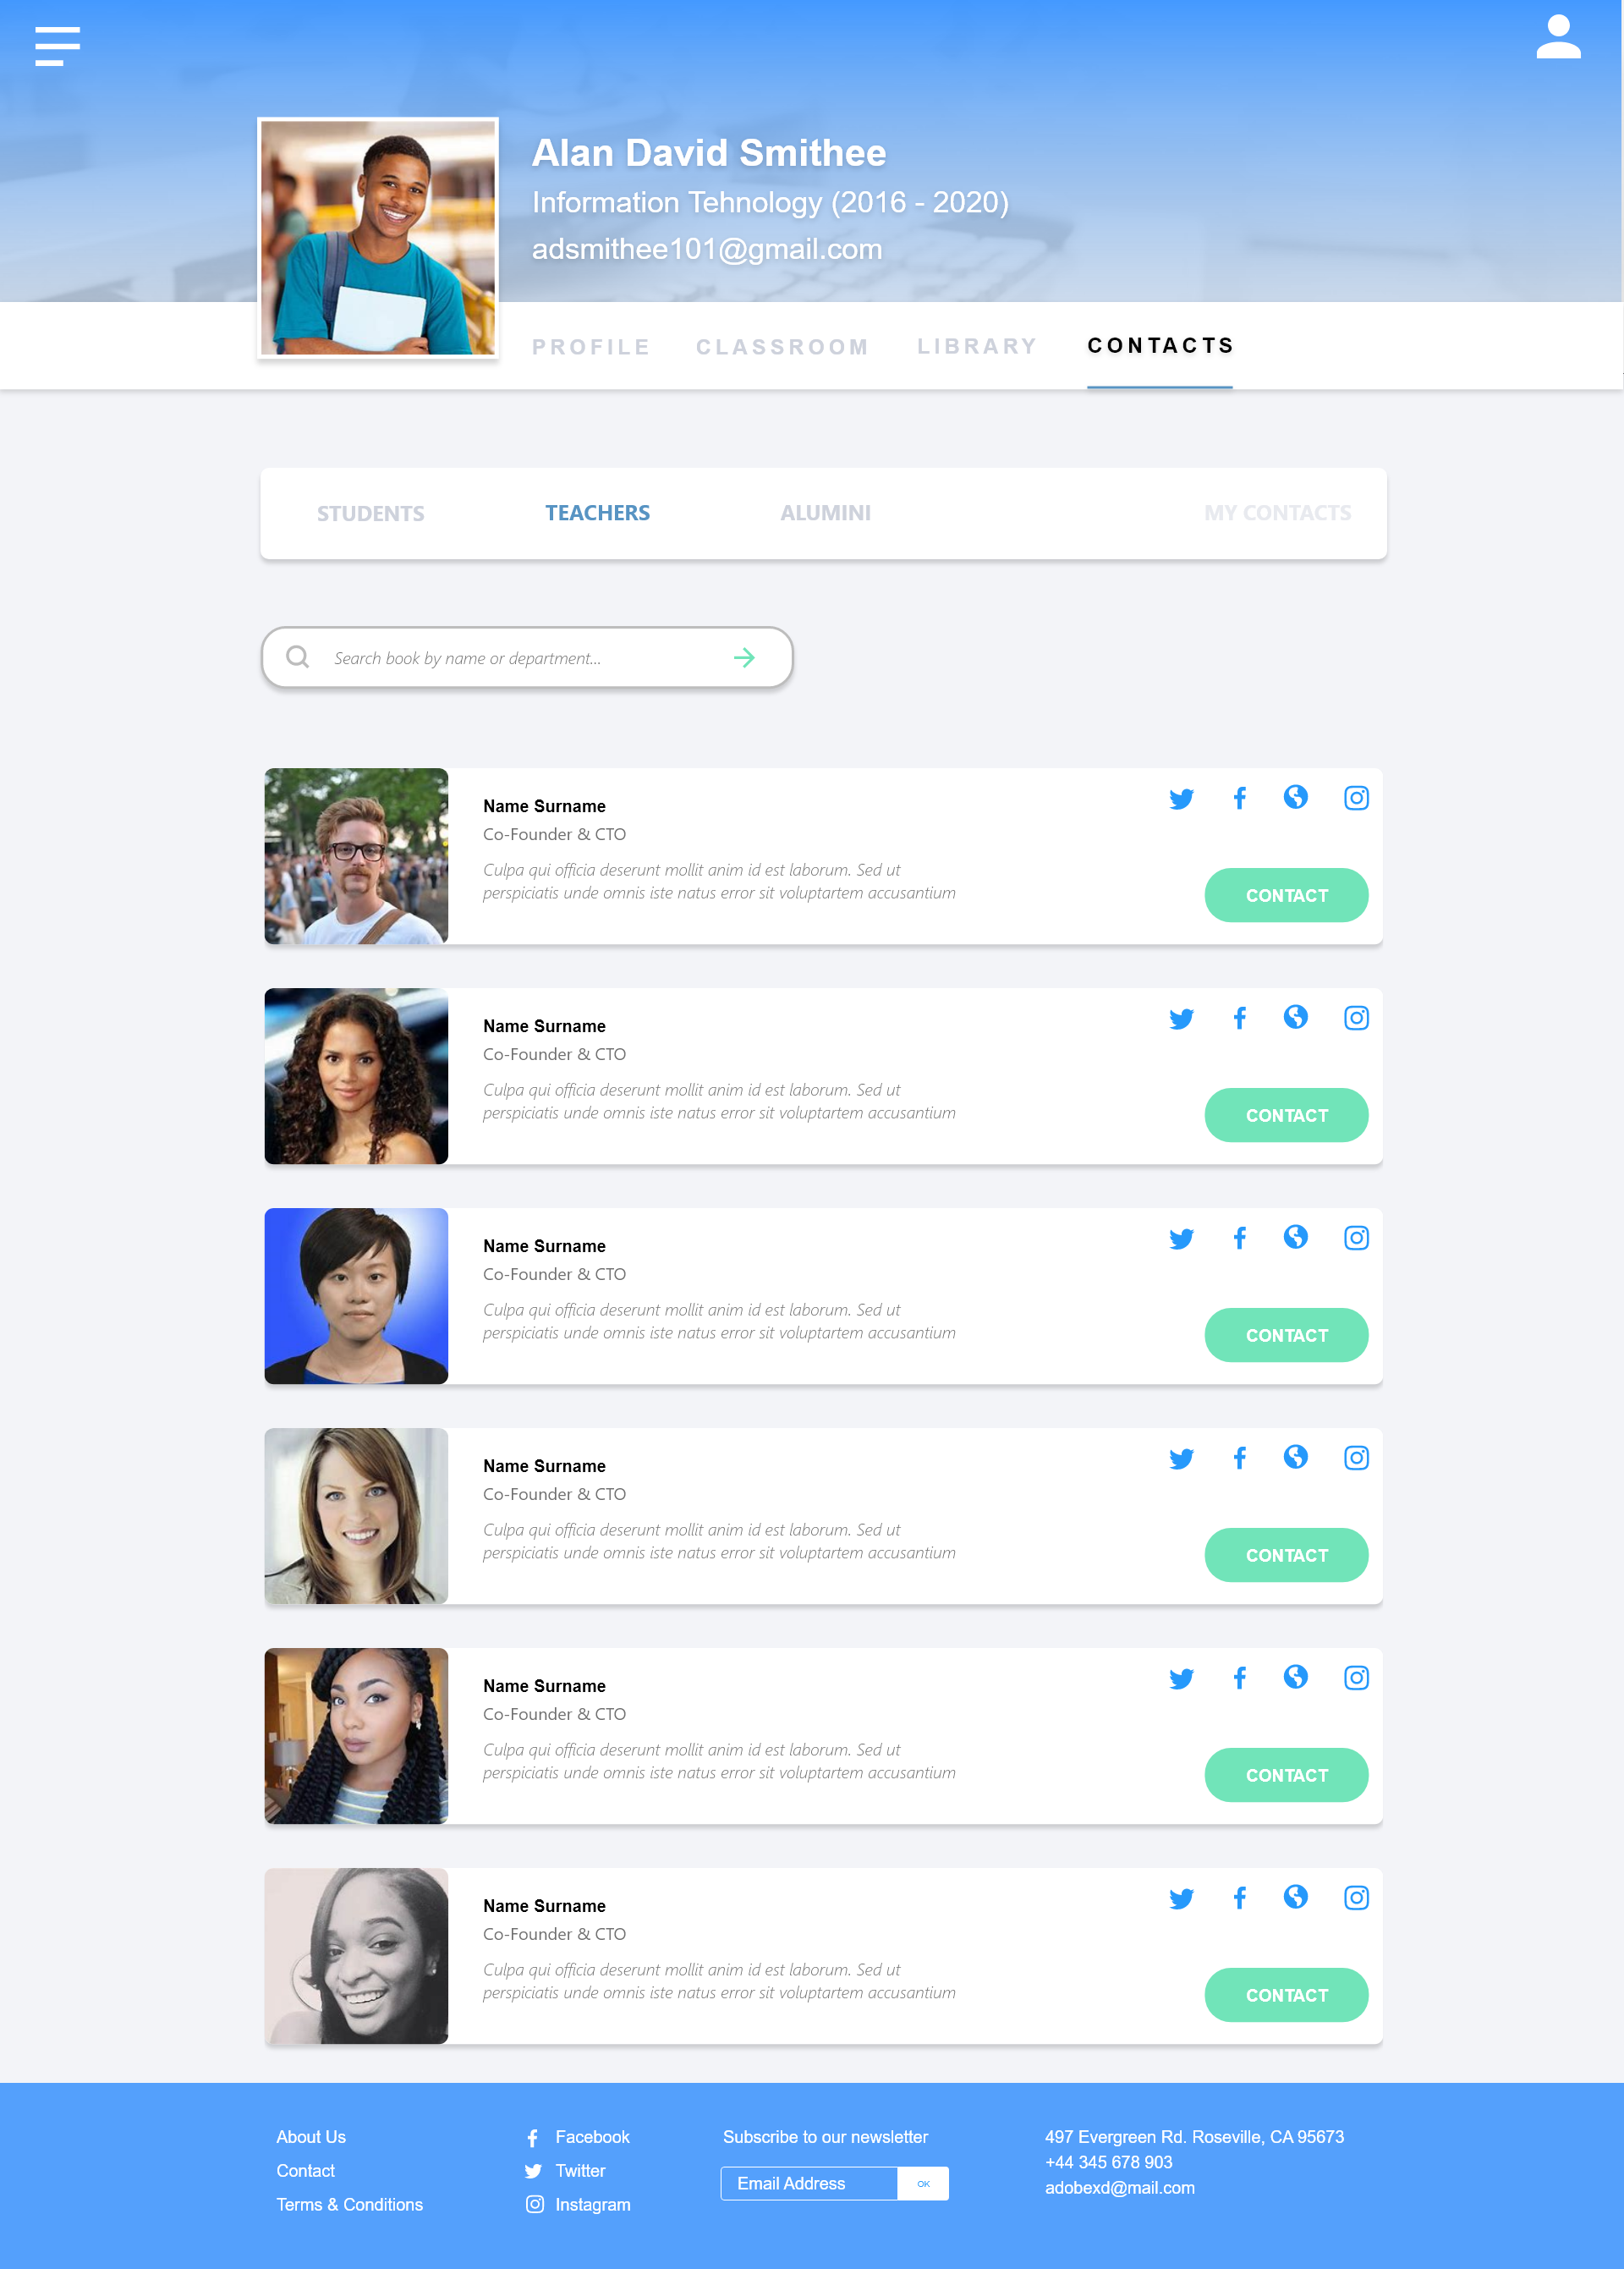 Alan David Smithee
Information Tehnology (2016 - 2020)
adsmithee101@gmail.com
PROFILE CLASSROOM LIBRARY CONTACTS
STUDENTS TEACHERS ALUMINI MY CONTACTS
Search book by name or department...
Name Surname
Co-Founder & CTO
Culpa qui officia deserunt mollit anim id est laborum. Sed ut
perspiciatis unde omnis iste natus error sit voluptartem accusantium
CONTACT
Name Surname
Co-Founder & CTO
Culpa qui officia deserunt mollit anim id est laborum. Sed ut
perspiciatis unde omnis iste natus error sit voluptartem accusantium
CONTACT
Name Surname
Co-Founder & CTO
Culpa qui officia deserunt mollit anim id est laborum. Sed ut
perspiciatis unde omnis iste natus error sit voluptartem accusantium
CONTACT
Name Surname
Co-Founder & CTO
Culpa qui officia deserunt mollit anim id est laborum. Sed ut
perspiciatis unde omnis iste natus error sit voluptartem accusantium
CONTACT
Name Surname
Co-Founder & CTO
Culpa qui officia deserunt mollit anim id est laborum. Sed ut
perspiciatis unde omnis iste natus error sit voluptartem accusantium
CONTACT
Name Surname
Co-Founder & CTO
Culpa qui officia deserunt mollit anim id est laborum. Sed ut
perspiciatis unde omnis iste natus error sit voluptartem accusantium
CONTACT
About Us
Contact
Terms & Conditions
Facebook
Twitter
Instagram
Subscribe to our newsletter
Email Address OK
497 Evergreen Rd. Roseville, CA 95673
+44 345 678 903
adobexd@mail.com